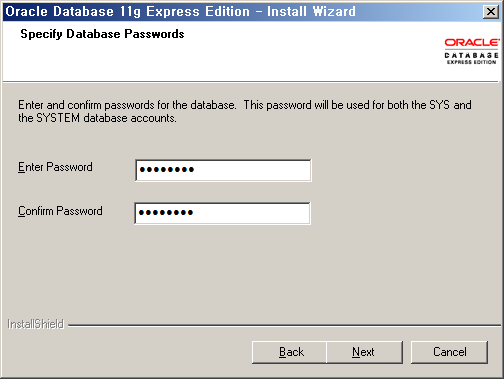 Oracle Database 11g Express Edition - Install Wizard
Specify Database Passwords
ORACLE
DATABASE
EXPRESS EDITION
Enter and confirm passwords for the database. This password will be used for both the SYS and
the SYSTEM database accounts.
Enter Password
••••••••
Confirm Password
••••••••
InstallShield
Back
Next
Cancel